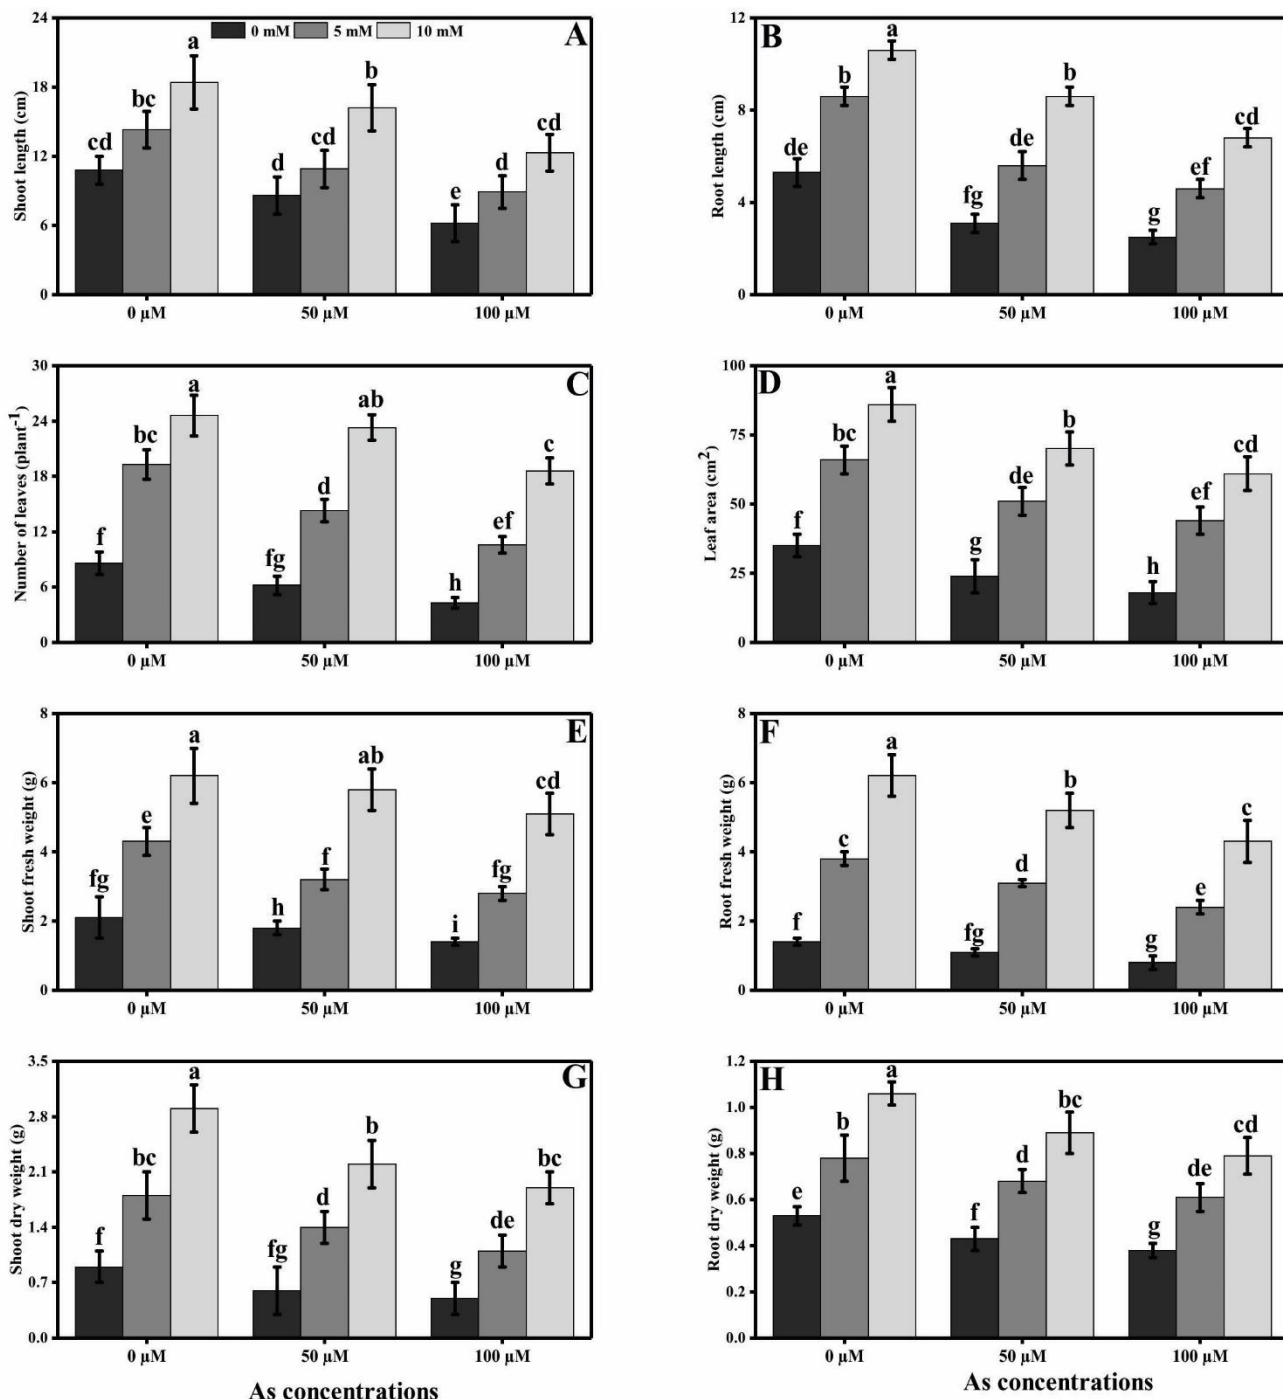 24
18
12
6
0
Shoot length (cm)
0 mM 5 mM 10 mM
A
cd bc a
d cd b
e d cd
0 µM 50 µM 100 µM
12
8
4
0
Root length (cm)
B
de b a
fg de b
g ef cd
0 µM 50 µM 100 µM
30
24
18
12
6
0
Number of leaves (plant⁻¹)
C
f bc a
fg d ab
h ef c
0 µM 50 µM 100 µM
100
75
50
25
0
Leaf area (cm²)
D
f bc a
g de b
h ef cd
0 µM 50 µM 100 µM
8
6
4
2
0
Shoot fresh weight (g)
E
fg e a
h f ab
i fg cd
0 µM 50 µM 100 µM
8
6
4
2
0
Root fresh weight (g)
F
f c a
fg d b
g e c
0 µM 50 µM 100 µM
3.5
2.8
2.1
1.4
0.7
0.0
Shoot dry weight (g)
G
f bc a
fg d b
g de bc
0 µM 50 µM 100 µM
As concentrations
1.2
1.0
0.8
0.6
0.4
0.2
0.0
Root dry weight (g)
H
e b a
f d bc
g de cd
0 µM 50 µM 100 µM
As concentrations